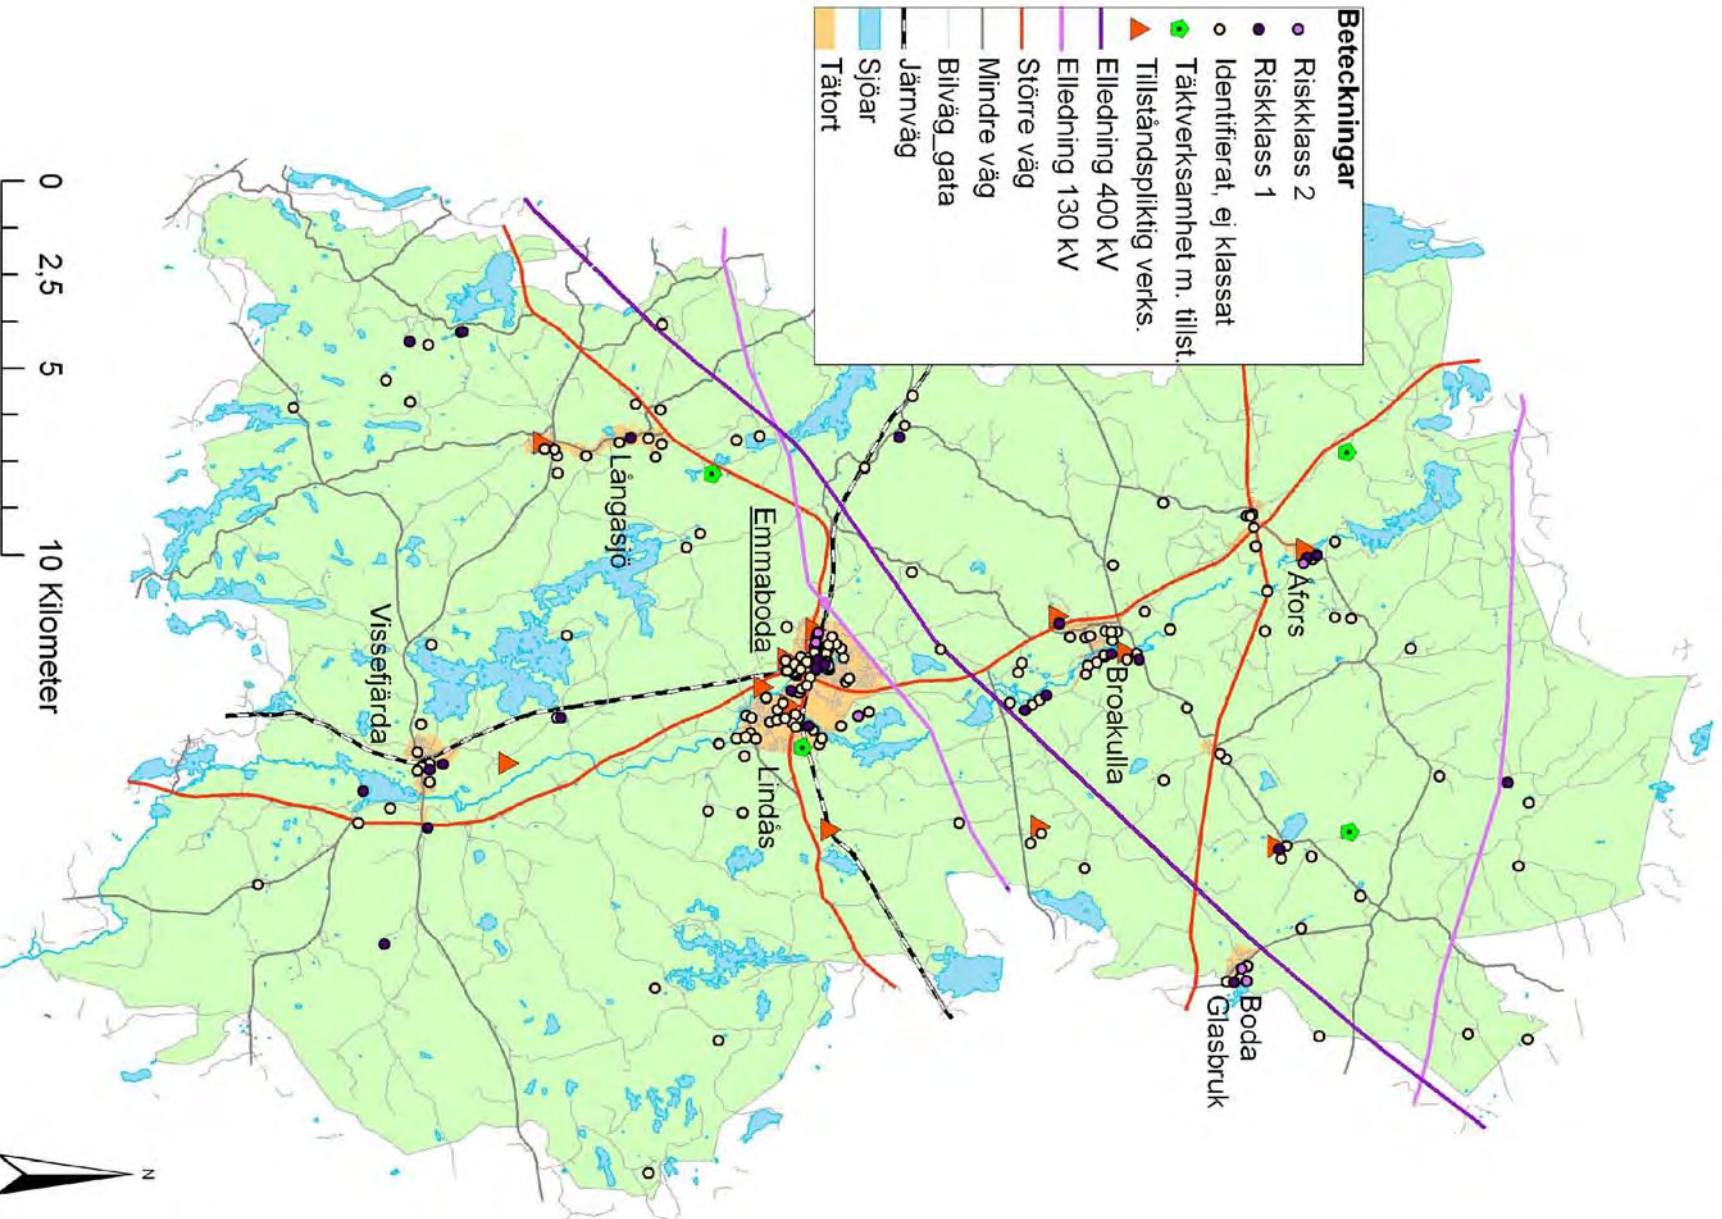 Beteckningar
Riskklass 2
Riskklass 1
Identifierat, ej klassat
Täktverksamhet m. tillst.
Tillståndspliktig verks.
Elledning 400 kV
Elledning 130 kV
Större väg
Mindre väg
Bilväg_gata
Järnväg
Sjöar
Tätort
Åfors
Boda
Glasbruk
Broakulla
Emmaboda
Lindås
Långasjö
Vissefjärda
0 2,5 5 10 Kilometer
N